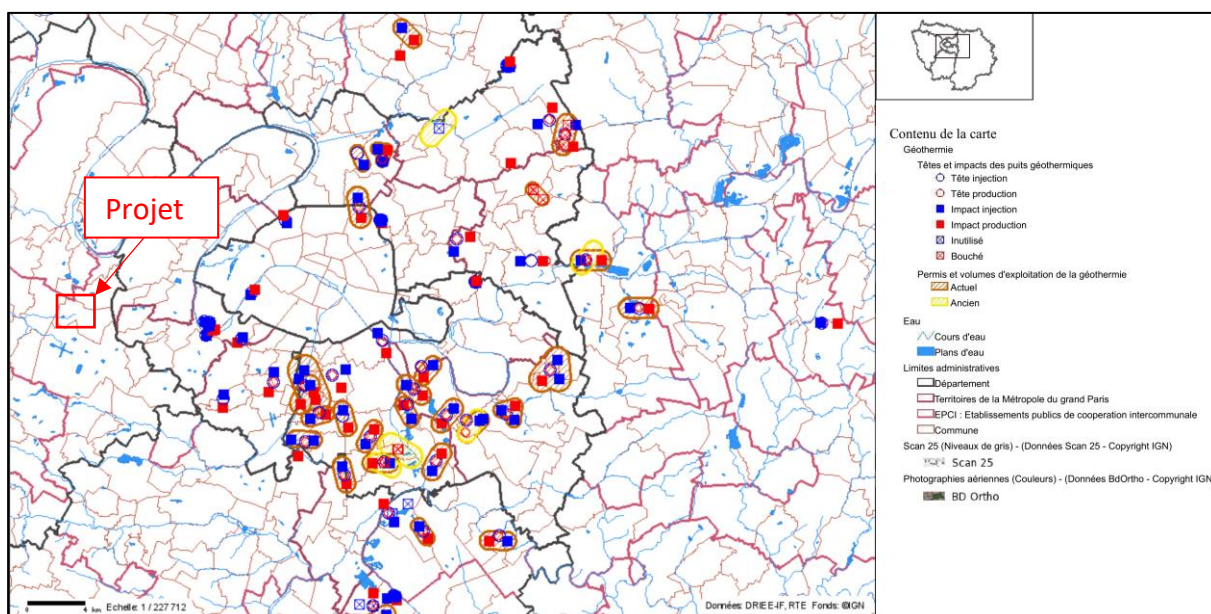 Projet
0
4 km
Echelle: 1 / 227 712
Données: DRIEE-IF, RTE Fonds: ©IGN
Contenu de la carte
Géothermie
Têtes et impacts des puits géothermiques
Tête injection
Tête production
Impact injection
Impact production
Inutilisé
Bouché
Permis et volumes d'exploitation de la géothermie
Actuel
Ancien
Eau
Cours d'eau
Plans d'eau
Limites administratives
Département
Territoires de la Métropole du grand Paris
EPCI : Etablissements publics de cooperation intercommunale
Commune
Scan 25 (Niveaux de gris) - (Données Scan 25 - Copyright IGN)
Scan 25
Photographies aériennes (Couleurs) - (Données BdOrtho - Copyright IGN
BD Ortho